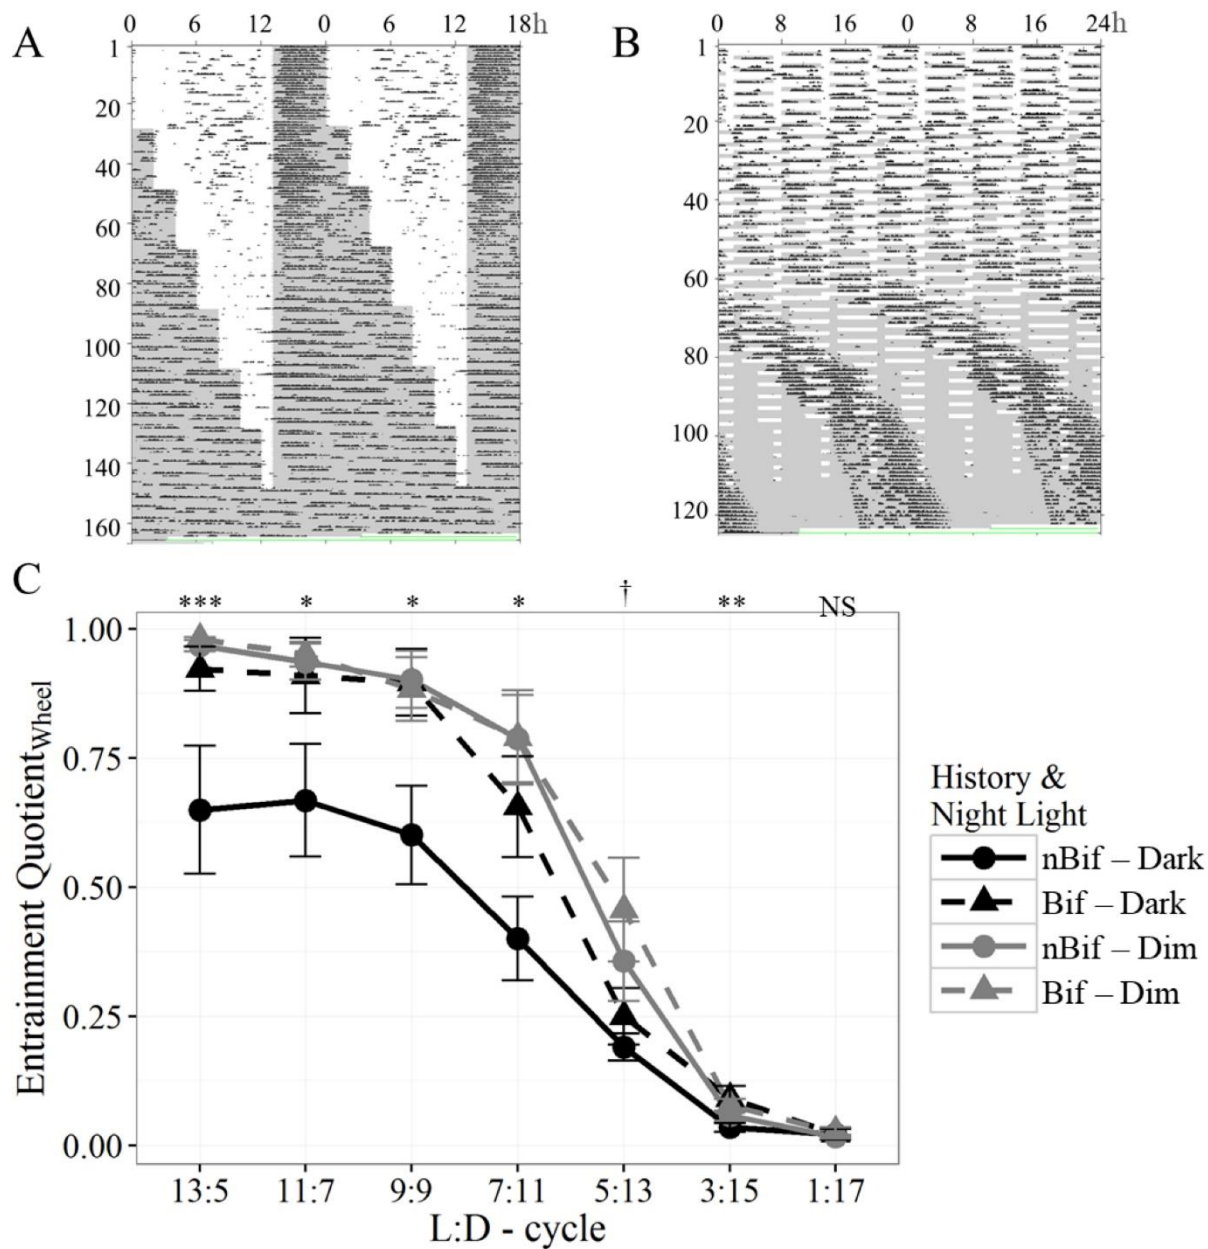 A
0 6 12 0 6 12 18h
1
20
40
60
80
100
120
140
160
B
0 8 16 0 8 16 24h
1
20
40
60
80
100
120
C
*** * * * † ** NS
1.00
0.75
0.50
0.25
0.00
Entrainment Quotient Wheel
13:5 11:7 9:9 7:11 5:13 3:15 1:17
L:D - cycle
History &
Night Light
nBif – Dark
Bif – Dark
nBif – Dim
Bif – Dim